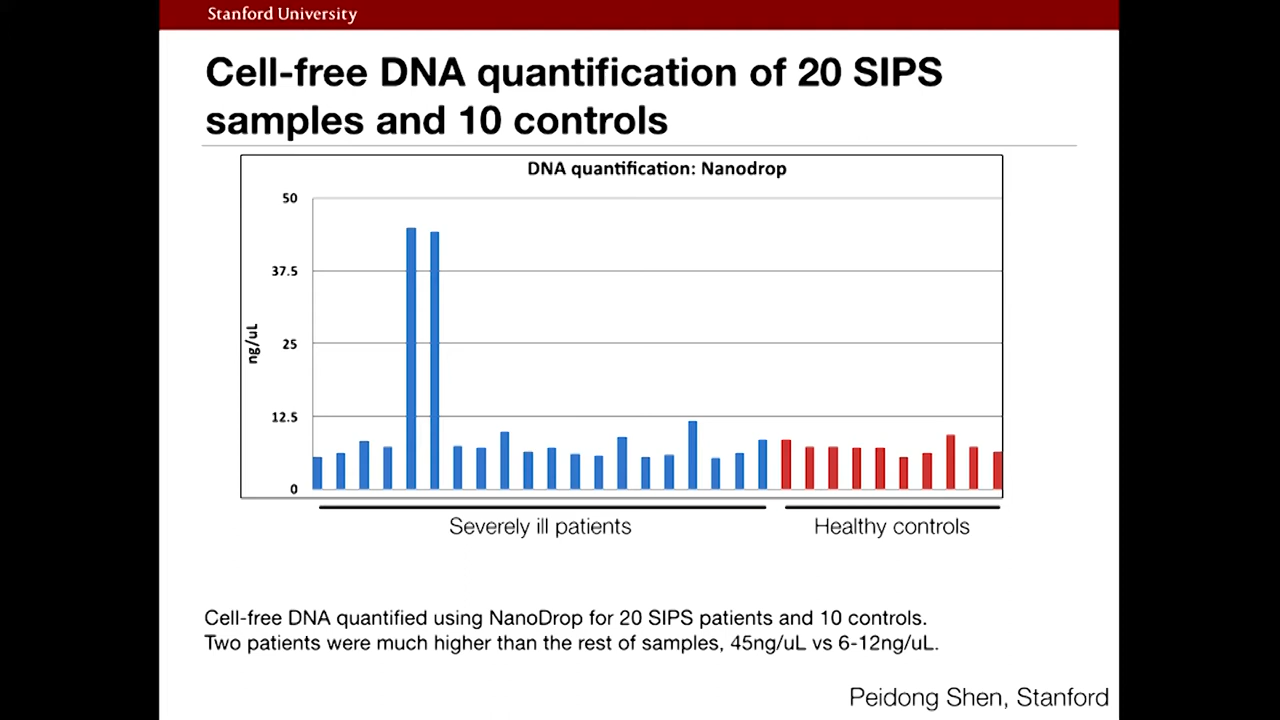 Stanford University
Cell-free DNA quantification of 20 SIPS
samples and 10 controls
DNA quantification: Nanodrop
50
37.5
25
12.5
0
ng/uL
Severely ill patients
Healthy controls
Cell-free DNA quantified using NanoDrop for 20 SIPS patients and 10 controls.
Two patients were much higher than the rest of samples, 45ng/uL vs 6-12ng/uL.
Peidong Shen, Stanford